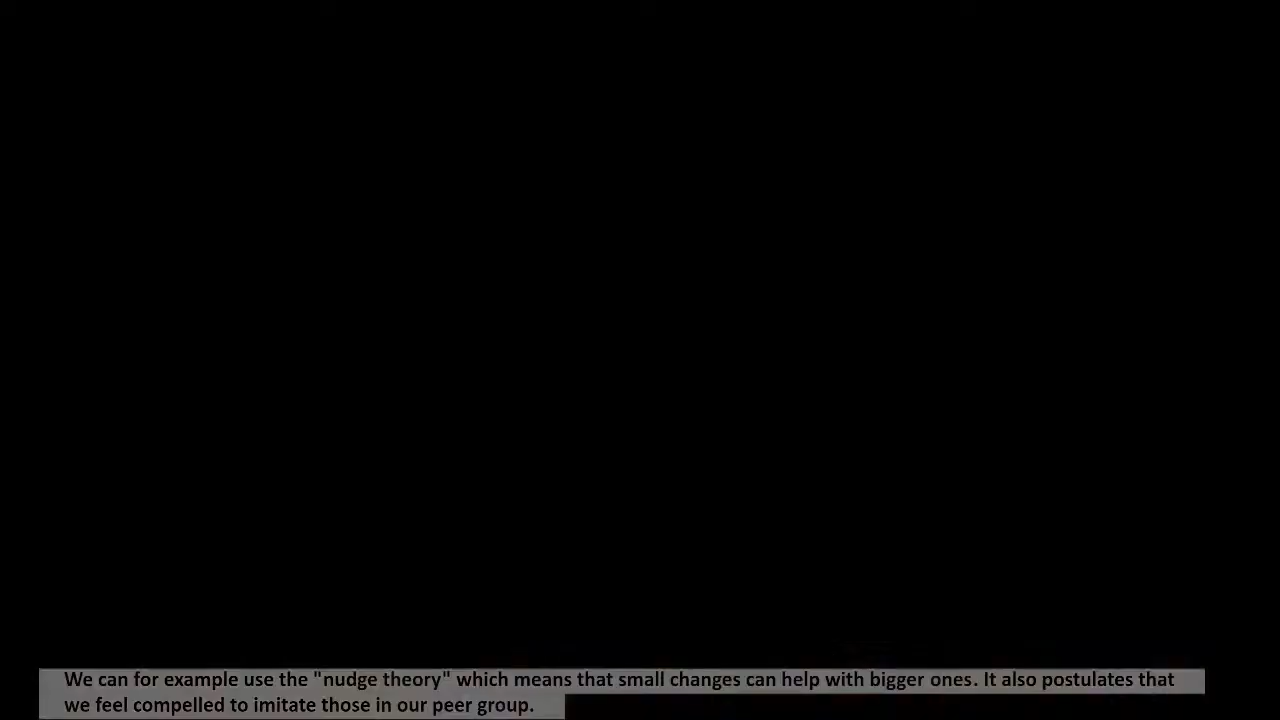 We can for example use the "nudge theory" which means that small changes can help with bigger ones. It also postulates that
we feel compelled to imitate those in our peer group.